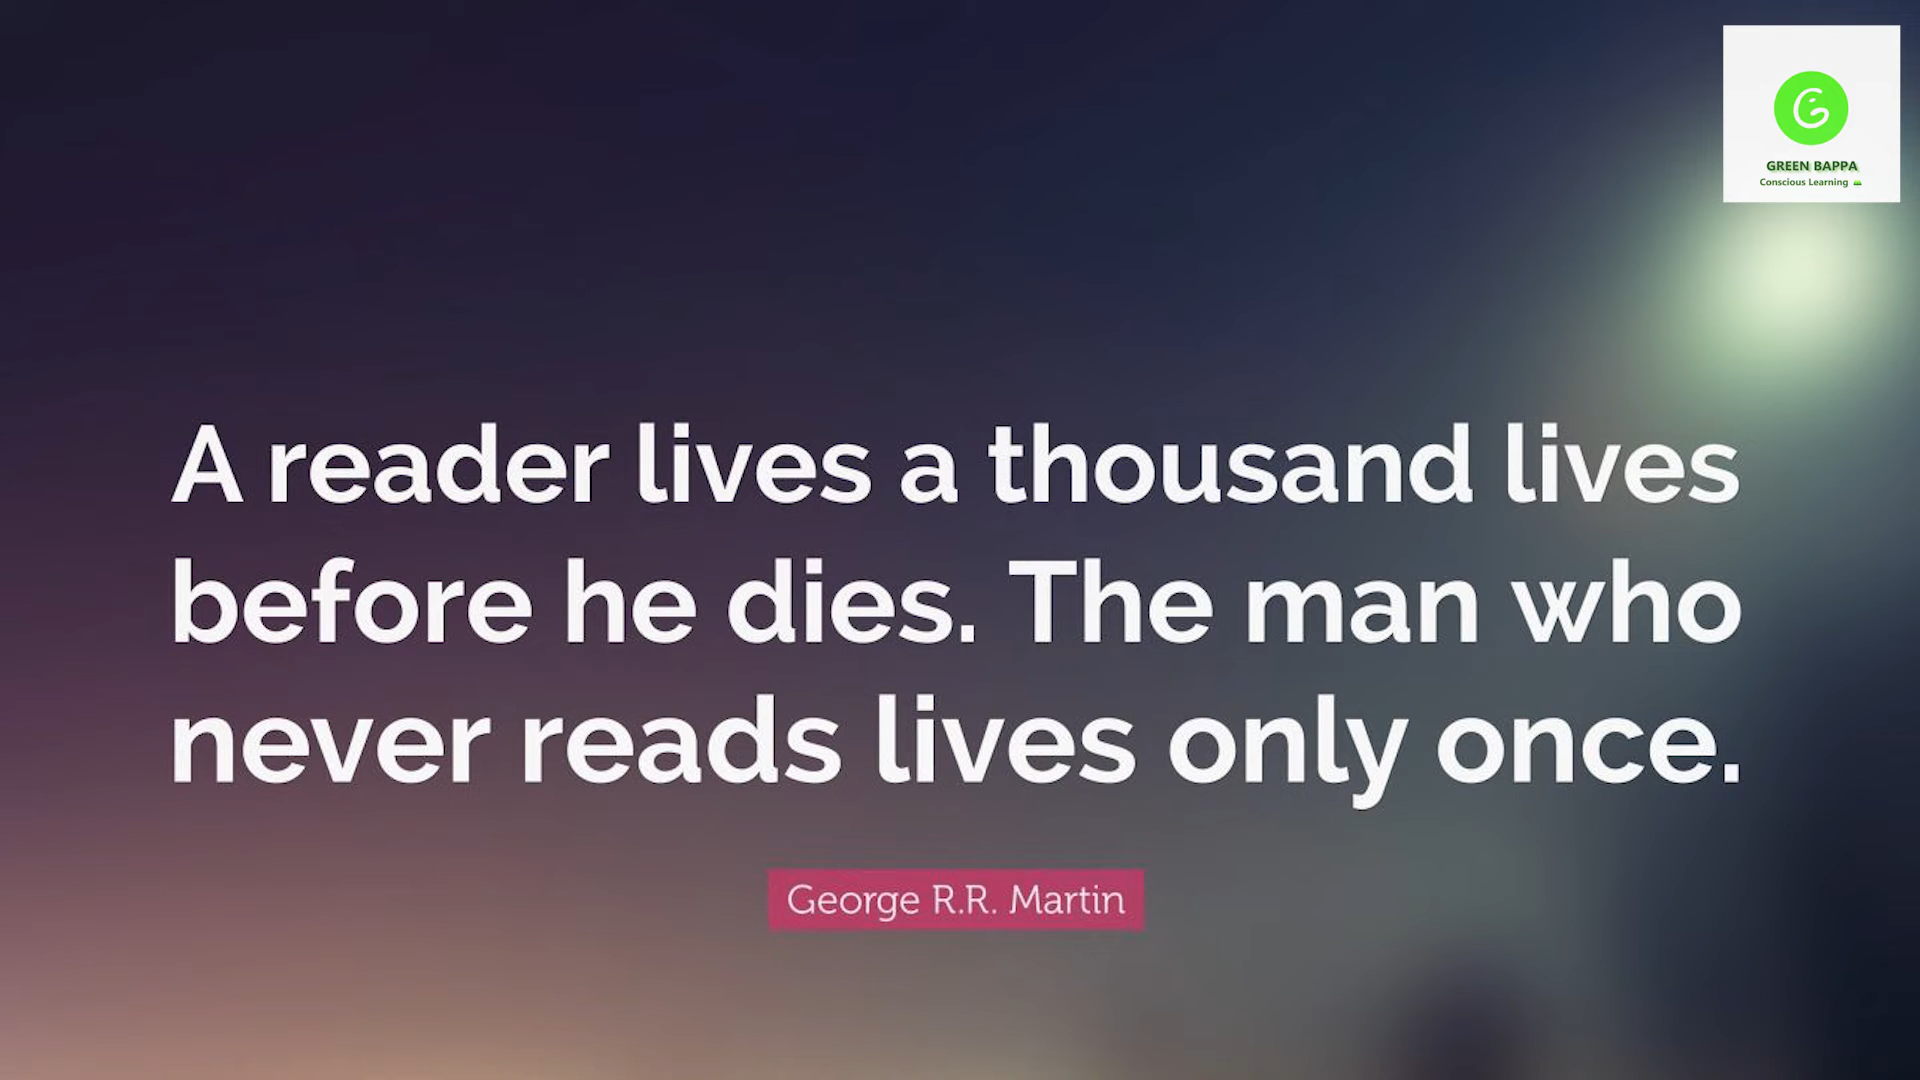 GREEN BAPPA
Conscious Learning
A reader lives a thousand lives
before he dies. The man who
never reads lives only once.
George R.R. Martin